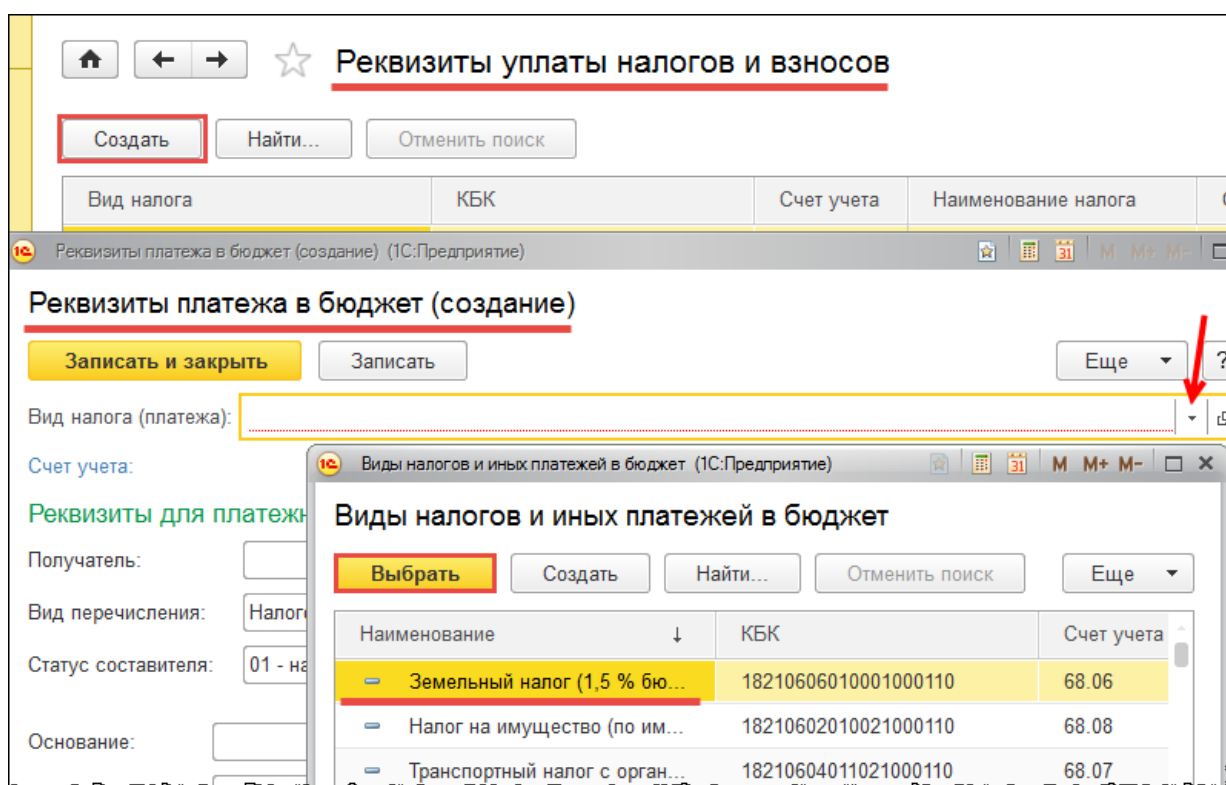 Реквизиты уплаты налогов и взносов
Создать Найти... Отменить поиск
Вид налога КБК Счет учета Наименование налога
Реквизиты платежа в бюджет (создание) (1С:Предприятие) 31 M M+ M-
Реквизиты платежа в бюджет (создание)
Записать и закрыть Записать Еще ?
Вид налога (платежа):
Счет учета:
Виды налогов и иных платежей в бюджет (1С:Предприятие) 31 M M+ M-
Реквизиты для платежн
Виды налогов и иных платежей в бюджет
Получатель:
Выбрать Создать Найти... Отменить поиск Еще
Вид перечисления: Налого
Наименование КБК Счет учета
Статус составителя: 01 - на
Земельный налог (1,5 % бю... 18210606010001000110 68.06
Налог на имущество (по им... 18210602010021000110 68.08
Основание:
Транспортный налог с орган... 18210604011021000110 68.07